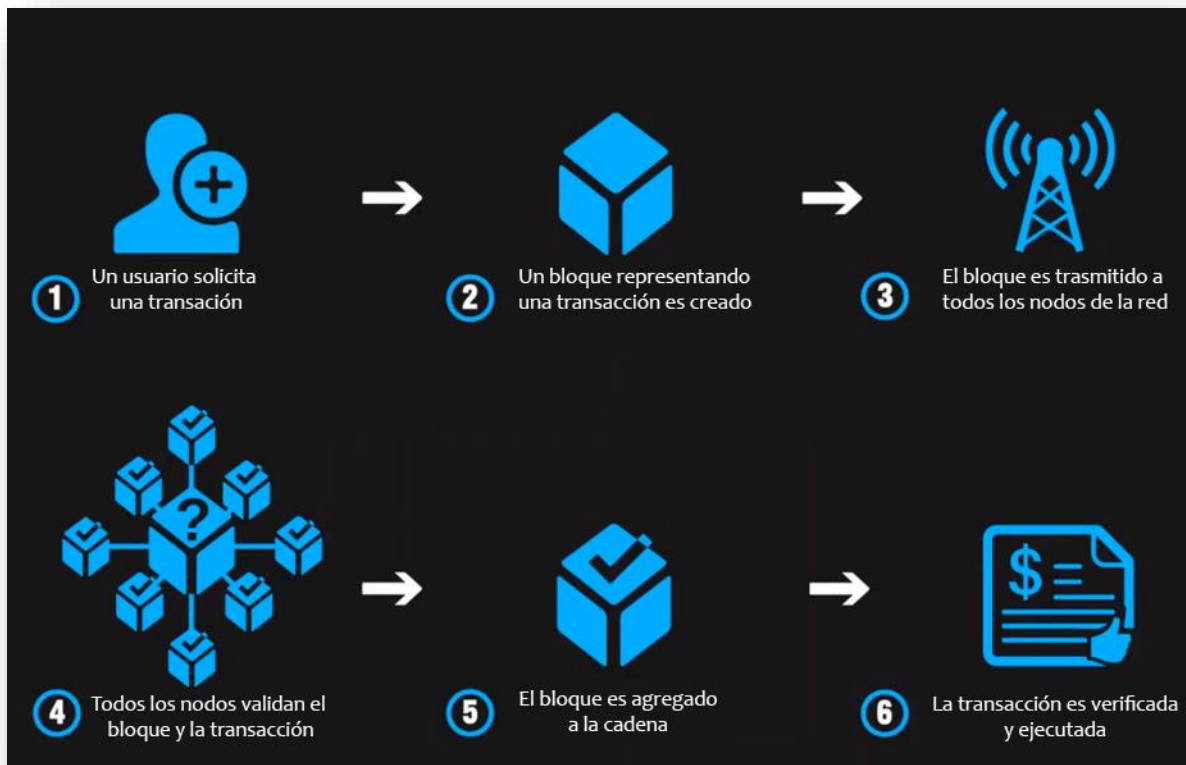 1
Un usuario solicita
una transación
2
Un bloque representando
una transacción es creado
3
El bloque es trasmitido a
todos los nodos de la red
?
4
Todos los nodos validan el
bloque y la transacción
5
El bloque es agregado
a la cadena
$
6
La transacción es verificada
y ejecutada